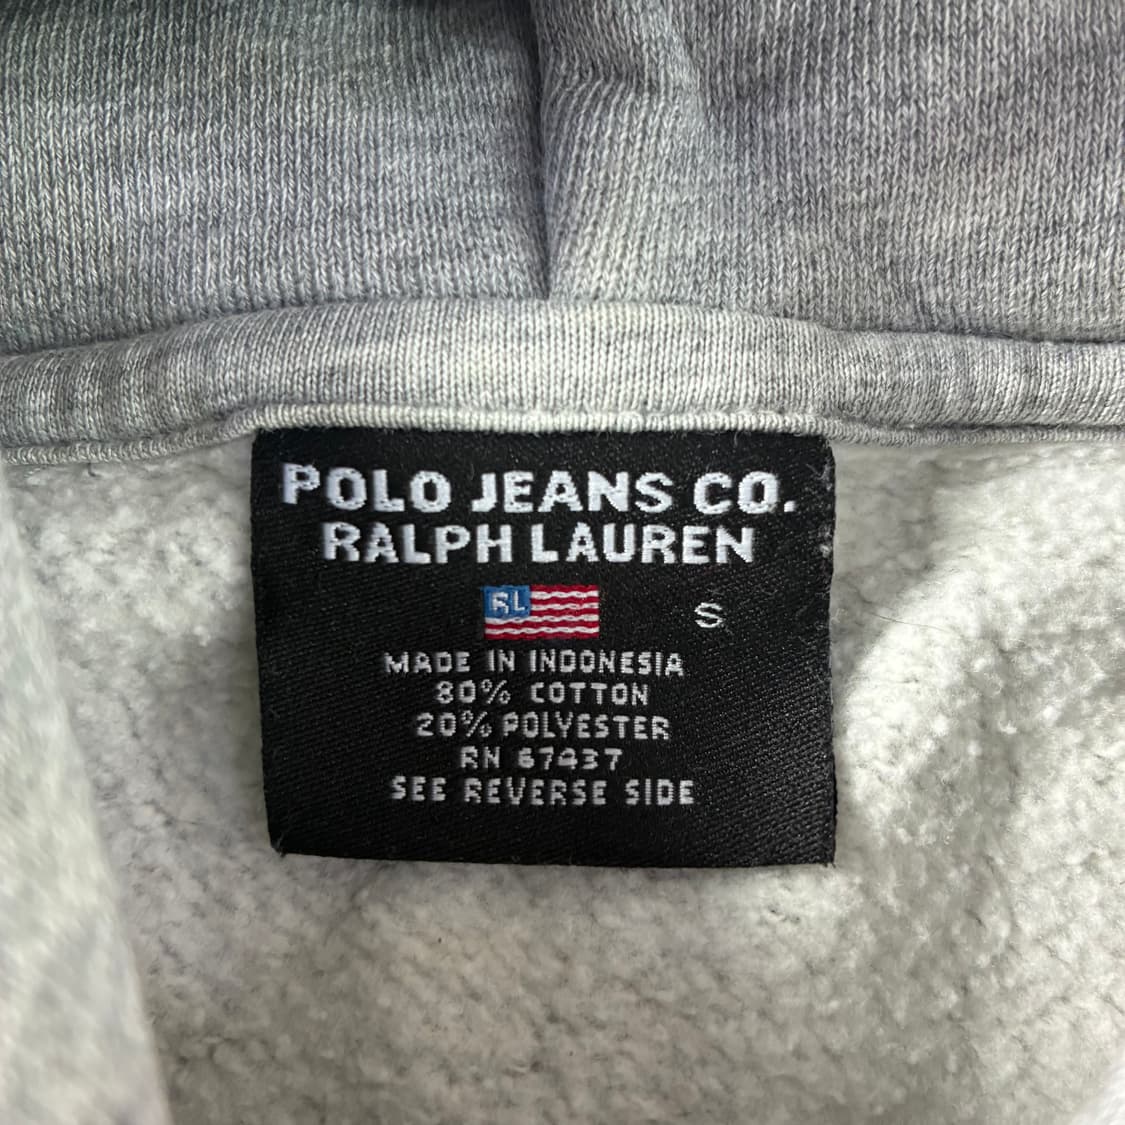 POLO JEANS CO.
RALPH LAUREN
RL
S
MADE IN INDONESIA
80% COTTON
20% POLYESTER
RN 67437
SEE REVERSE SIDE